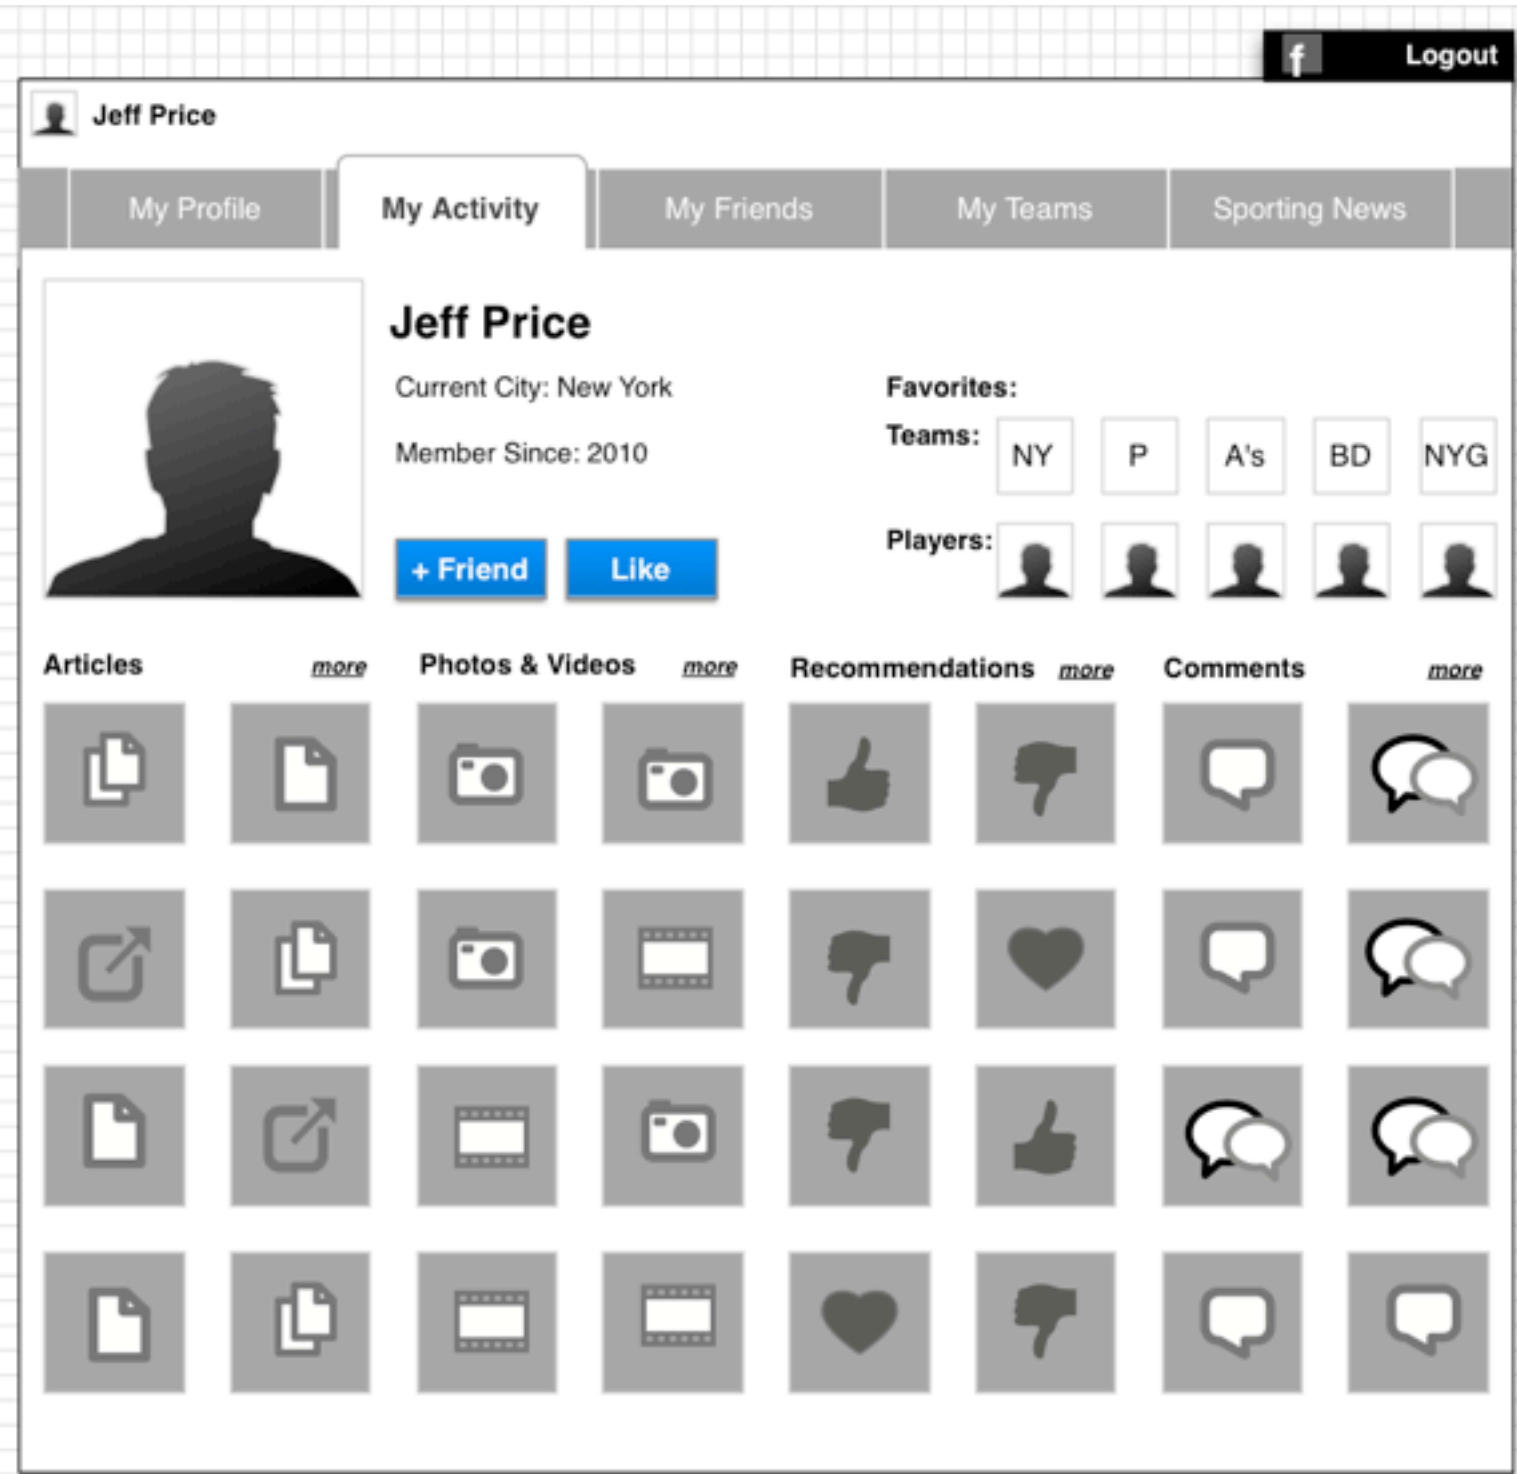 f Logout
Jeff Price
My Profile My Activity My Friends My Teams Sporting News
Jeff Price
Current City: New York
Member Since: 2010
+ Friend Like
Favorites:
Teams: NY P A's BD NYG
Players:
Articles more Photos & Videos more Recommendations more Comments more